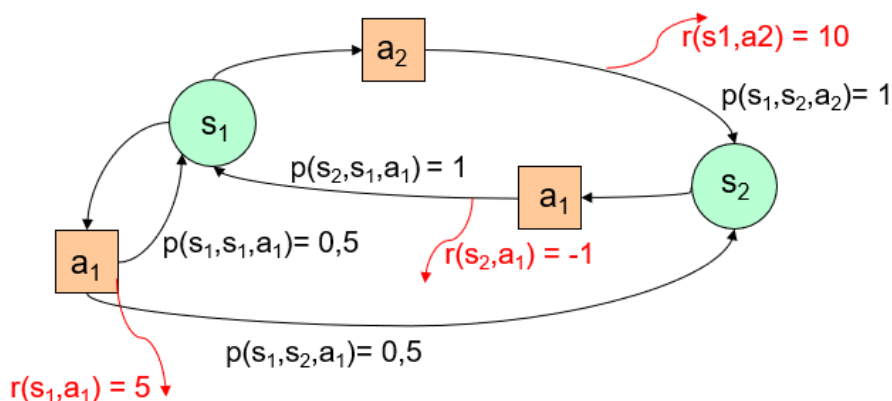 a₂
r(s1,a2) = 10
p(s₁,s₂,a₂)= 1
s₁
p(s₂,s₁,a₁) = 1
a₁
s₂
p(s₁,s₁,a₁)= 0,5
r(s₂,a₁) = -1
a₁
p(s₁,s₂,a₁)= 0,5
r(s₁,a₁) = 5